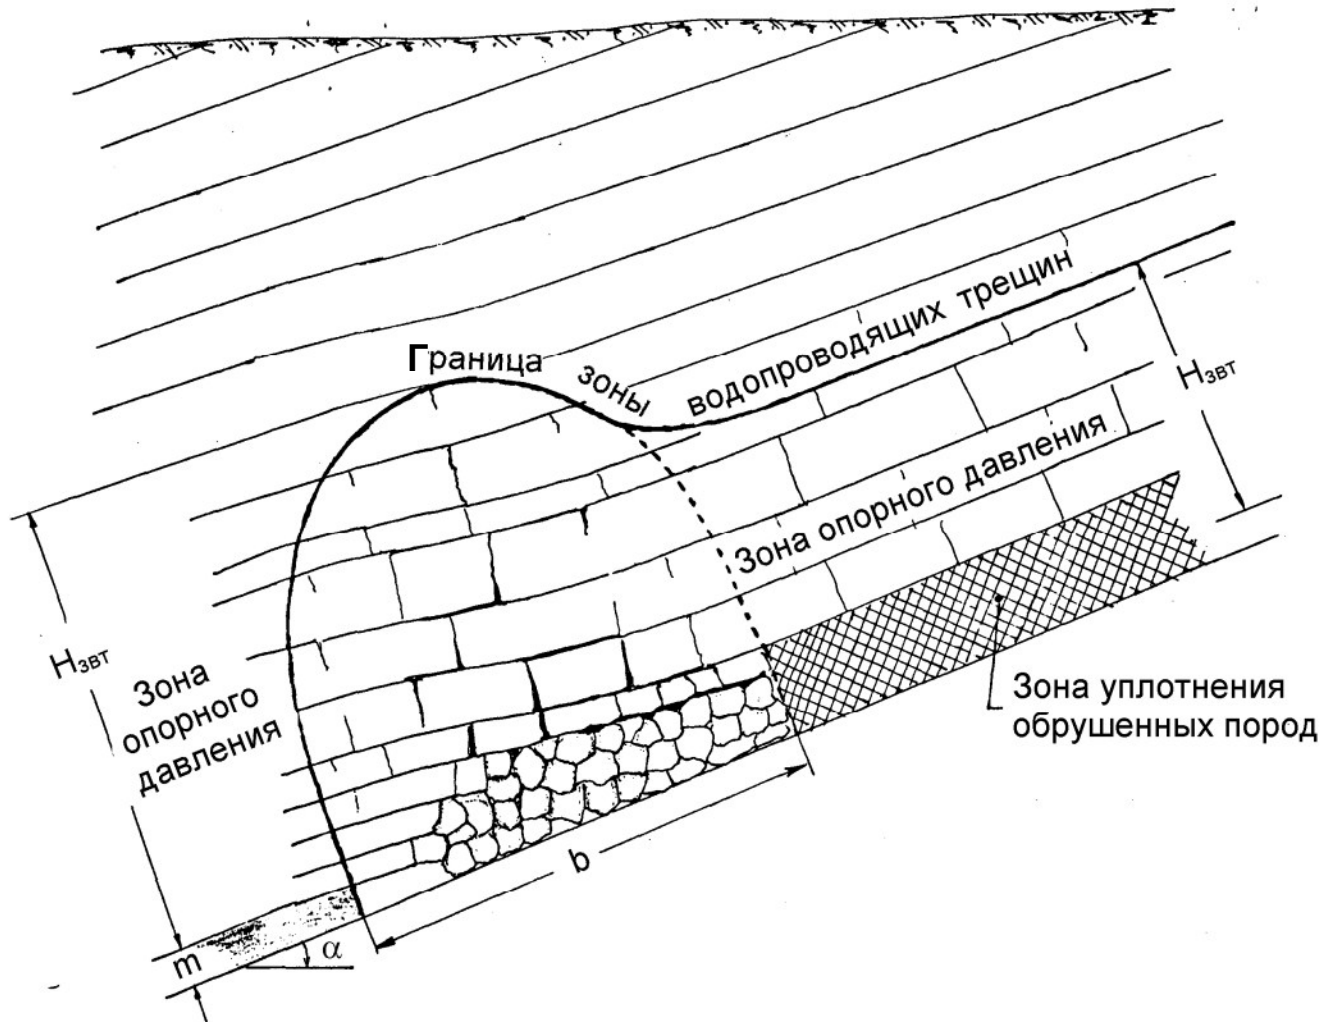 Граница зоны водопроводящих трещин
Hзвт
Зона опорного давления
Hзвт
Зона
опорного
давления
Зона уплотнения
обрушенных пород
b
α
m